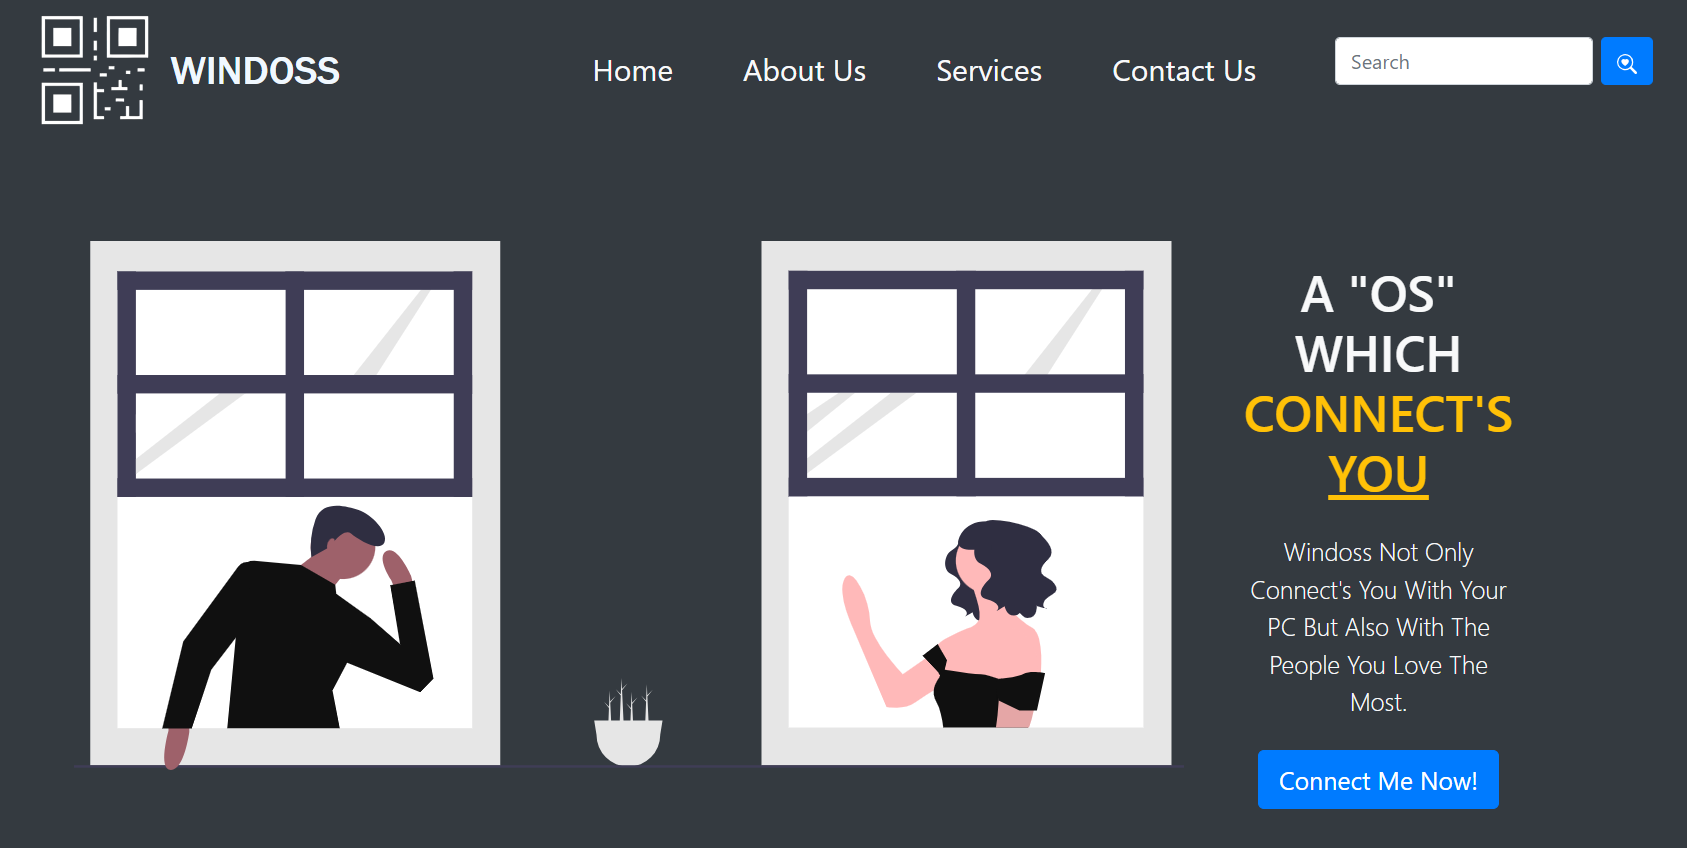 WINDOSS
Home
About Us
Services
Contact Us
Search
A "OS"
WHICH
CONNECT'S
YOU
Windoss Not Only
Connect's You With Your
PC But Also With The
People You Love The
Most.
Connect Me Now!